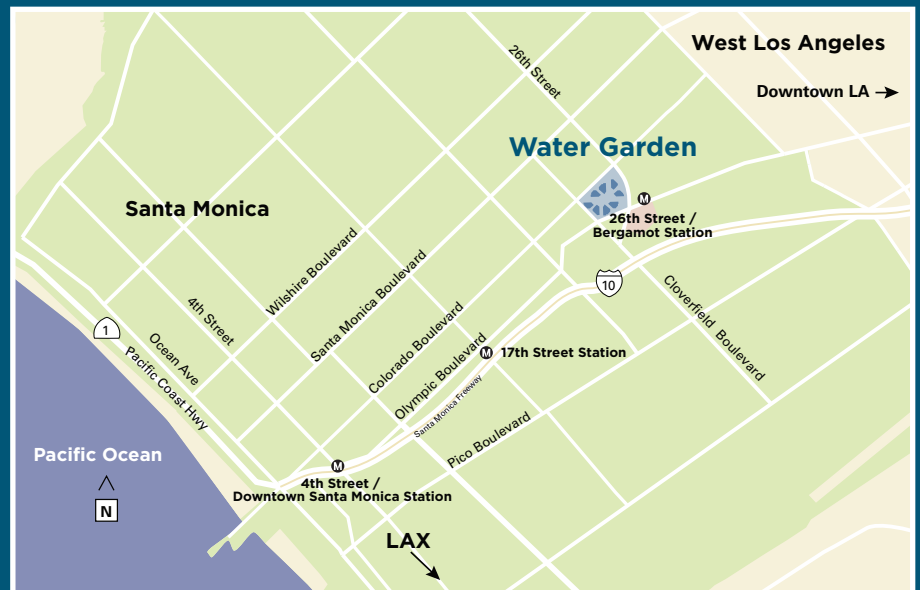 West Los Angeles
Downtown LA
26th Street
Water Garden
Santa Monica
26th Street /
Bergamot Station
M
10
Wilshire Boulevard
Santa Monica Boulevard
Cloverfield Boulevard
4th Street
Colorado Boulevard
1
Ocean Ave
Olympic Boulevard
M
17th Street Station
Pacific Coast Hwy
Santa Monica Freeway
Pico Boulevard
Pacific Ocean
M
4th Street /
Downtown Santa Monica Station
N
LAX